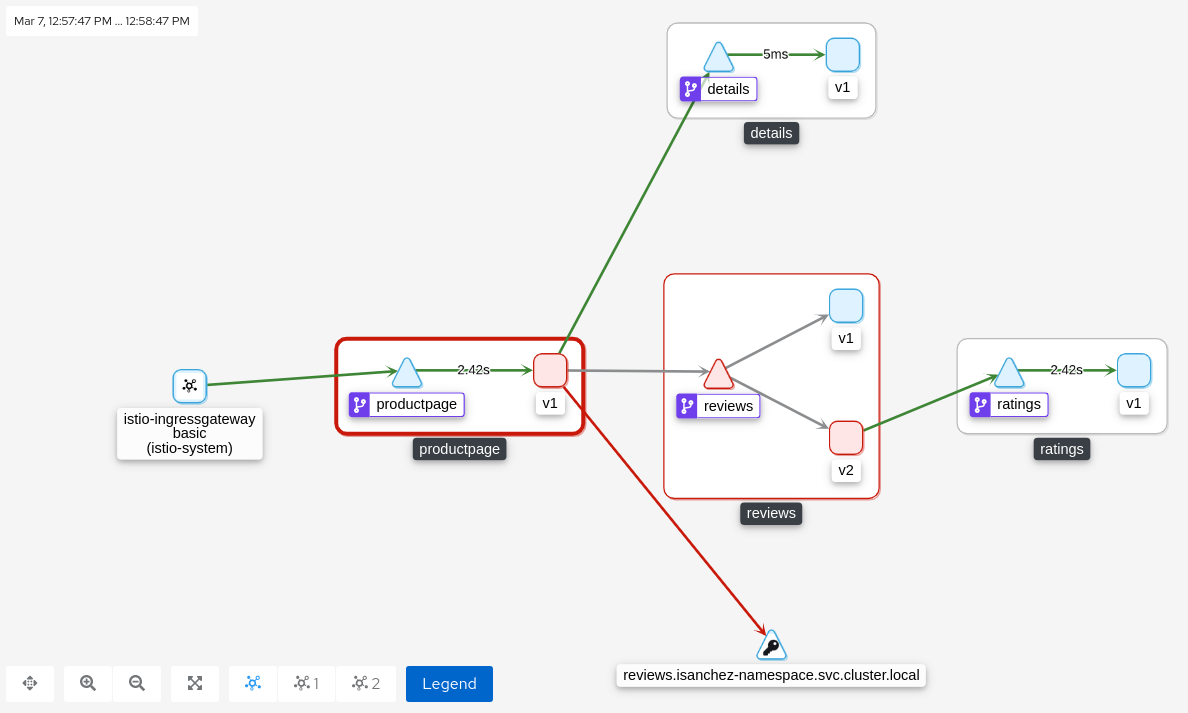 Mar 7, 12:57:47 PM ... 12:58:47 PM
5ms
details
v1
details
v1
2.42s
productpage
v1
productpage
istio-ingressgateway
basic
(istio-system)
reviews
v2
reviews
2.42s
ratings
v1
ratings
reviews.isanchez-namespace.svc.cluster.local
1
2
Legend